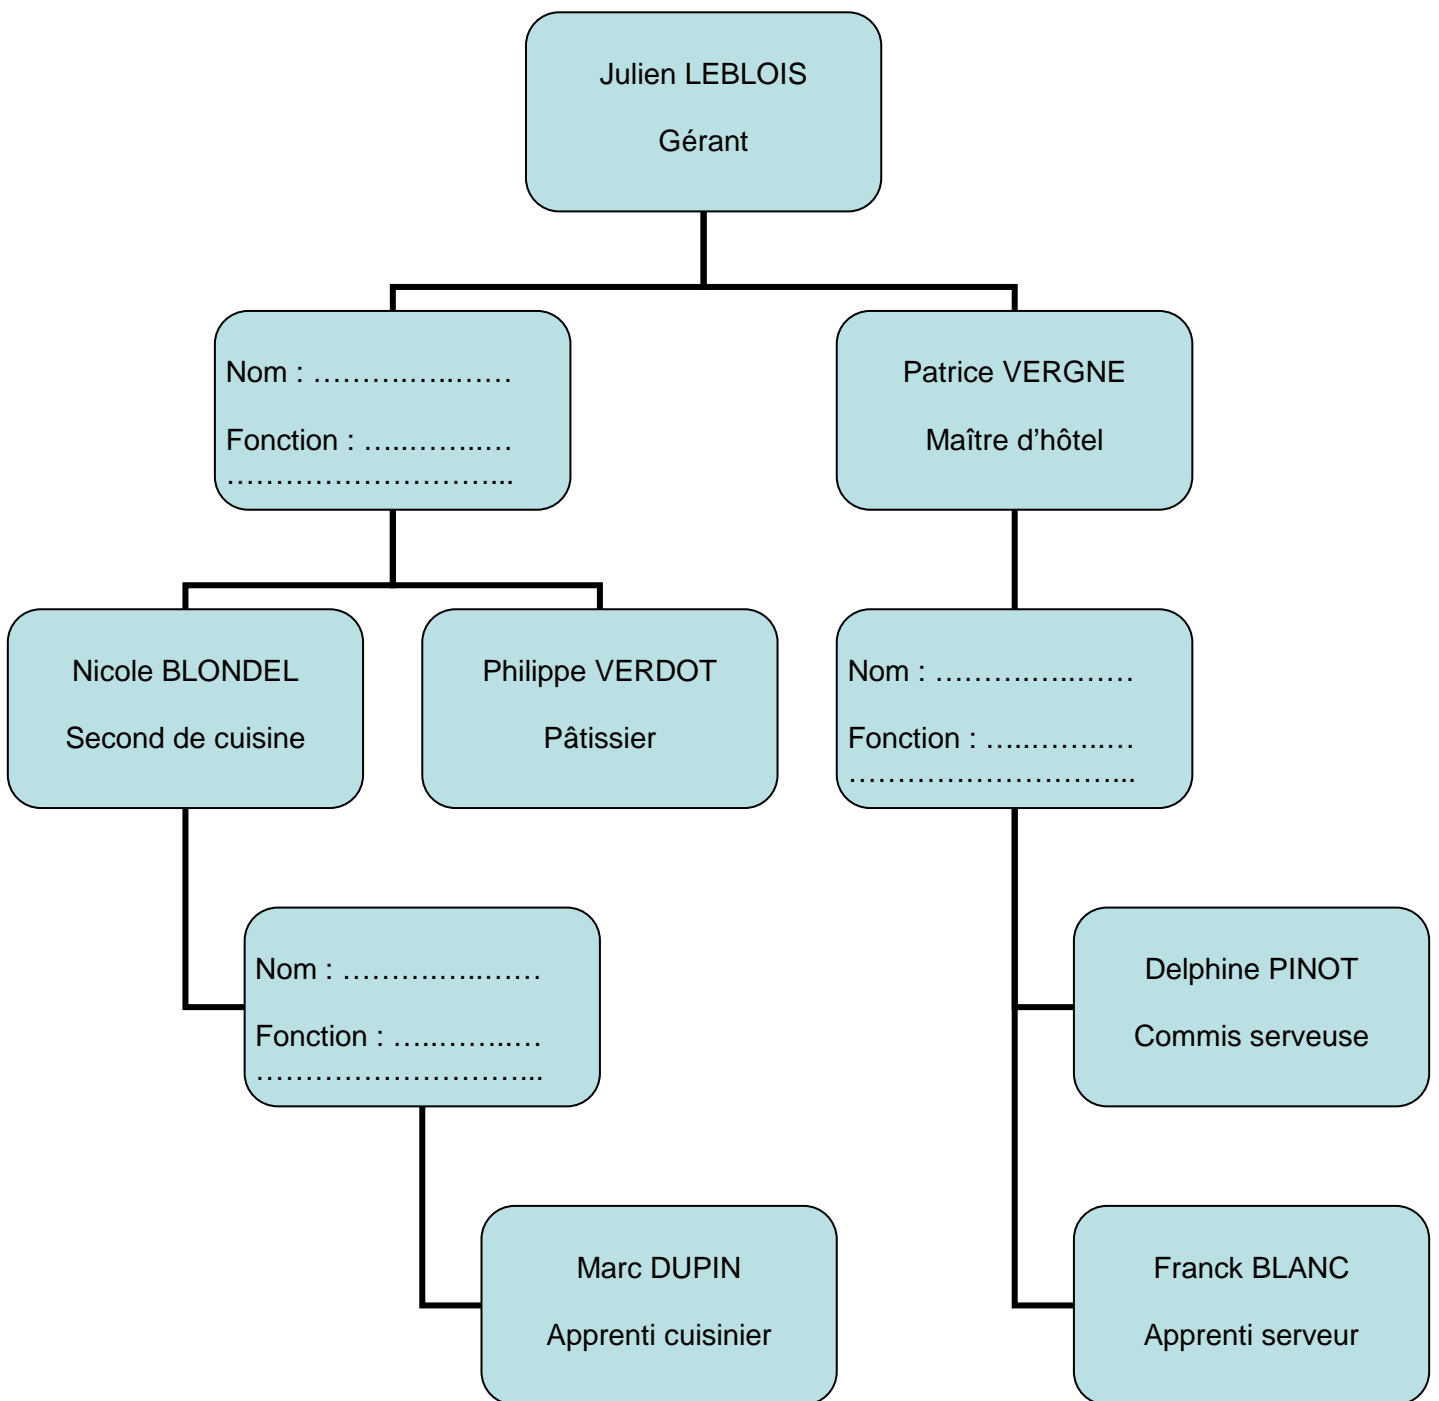 Julien LEBLOIS
Gérant
Nom : ……….…..……
Fonction : …..……..…
………………………...
Patrice VERGNE
Maître d’hôtel
Nicole BLONDEL
Second de cuisine
Philippe VERDOT
Pâtissier
Nom : ……….…..……
Fonction : …..……..…
………………………...
Nom : ……….…..……
Fonction : …..……..…
………………………...
Delphine PINOT
Commis serveuse
Marc DUPIN
Apprenti cuisinier
Franck BLANC
Apprenti serveur